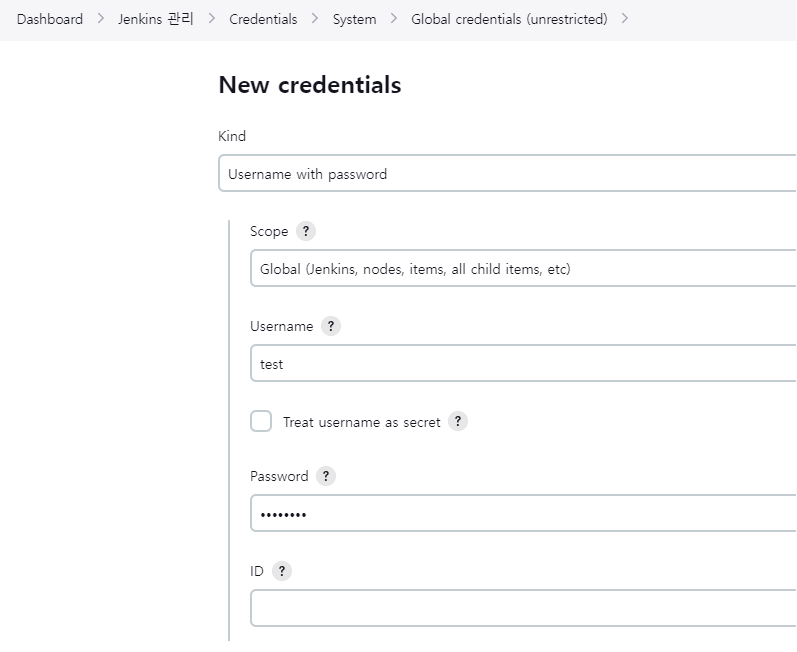 Dashboard > Jenkins 관리 > Credentials > System > Global credentials (unrestricted) >
New credentials
Kind
Username with password
Scope ?
Global (Jenkins, nodes, items, all child items, etc)
Username ?
test
Treat username as secret ?
Password ?
••••••••
ID ?